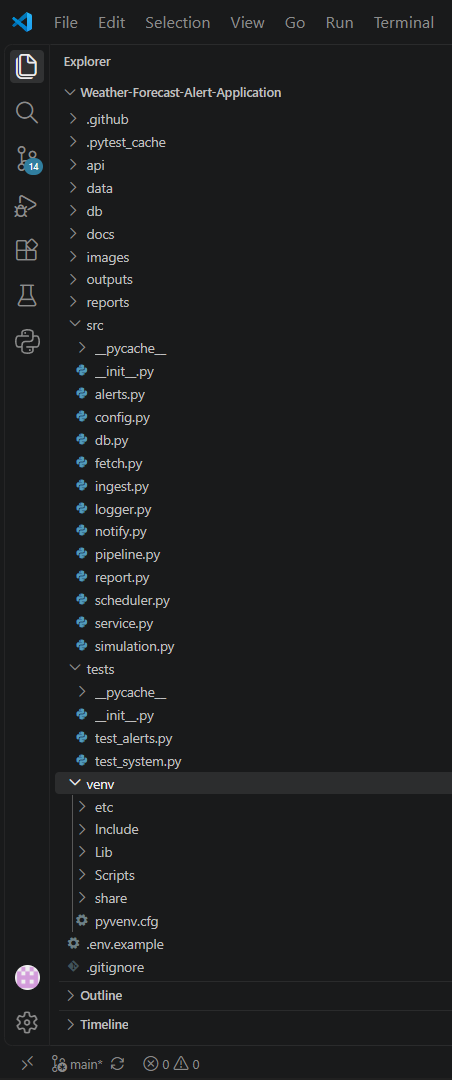 File Edit Selection View Go Run Terminal
Explorer
Weather-Forecast-Alert-Application
.github
.pytest_cache
api
14
data
db
docs
images
outputs
reports
src
__pycache__
__init__.py
alerts.py
config.py
db.py
fetch.py
ingest.py
logger.py
notify.py
pipeline.py
report.py
scheduler.py
service.py
simulation.py
tests
__pycache__
__init__.py
test_alerts.py
test_system.py
venv
etc
Include
Lib
Scripts
share
pyvenv.cfg
.env.example
.gitignore
Outline
Timeline
main* 0 0